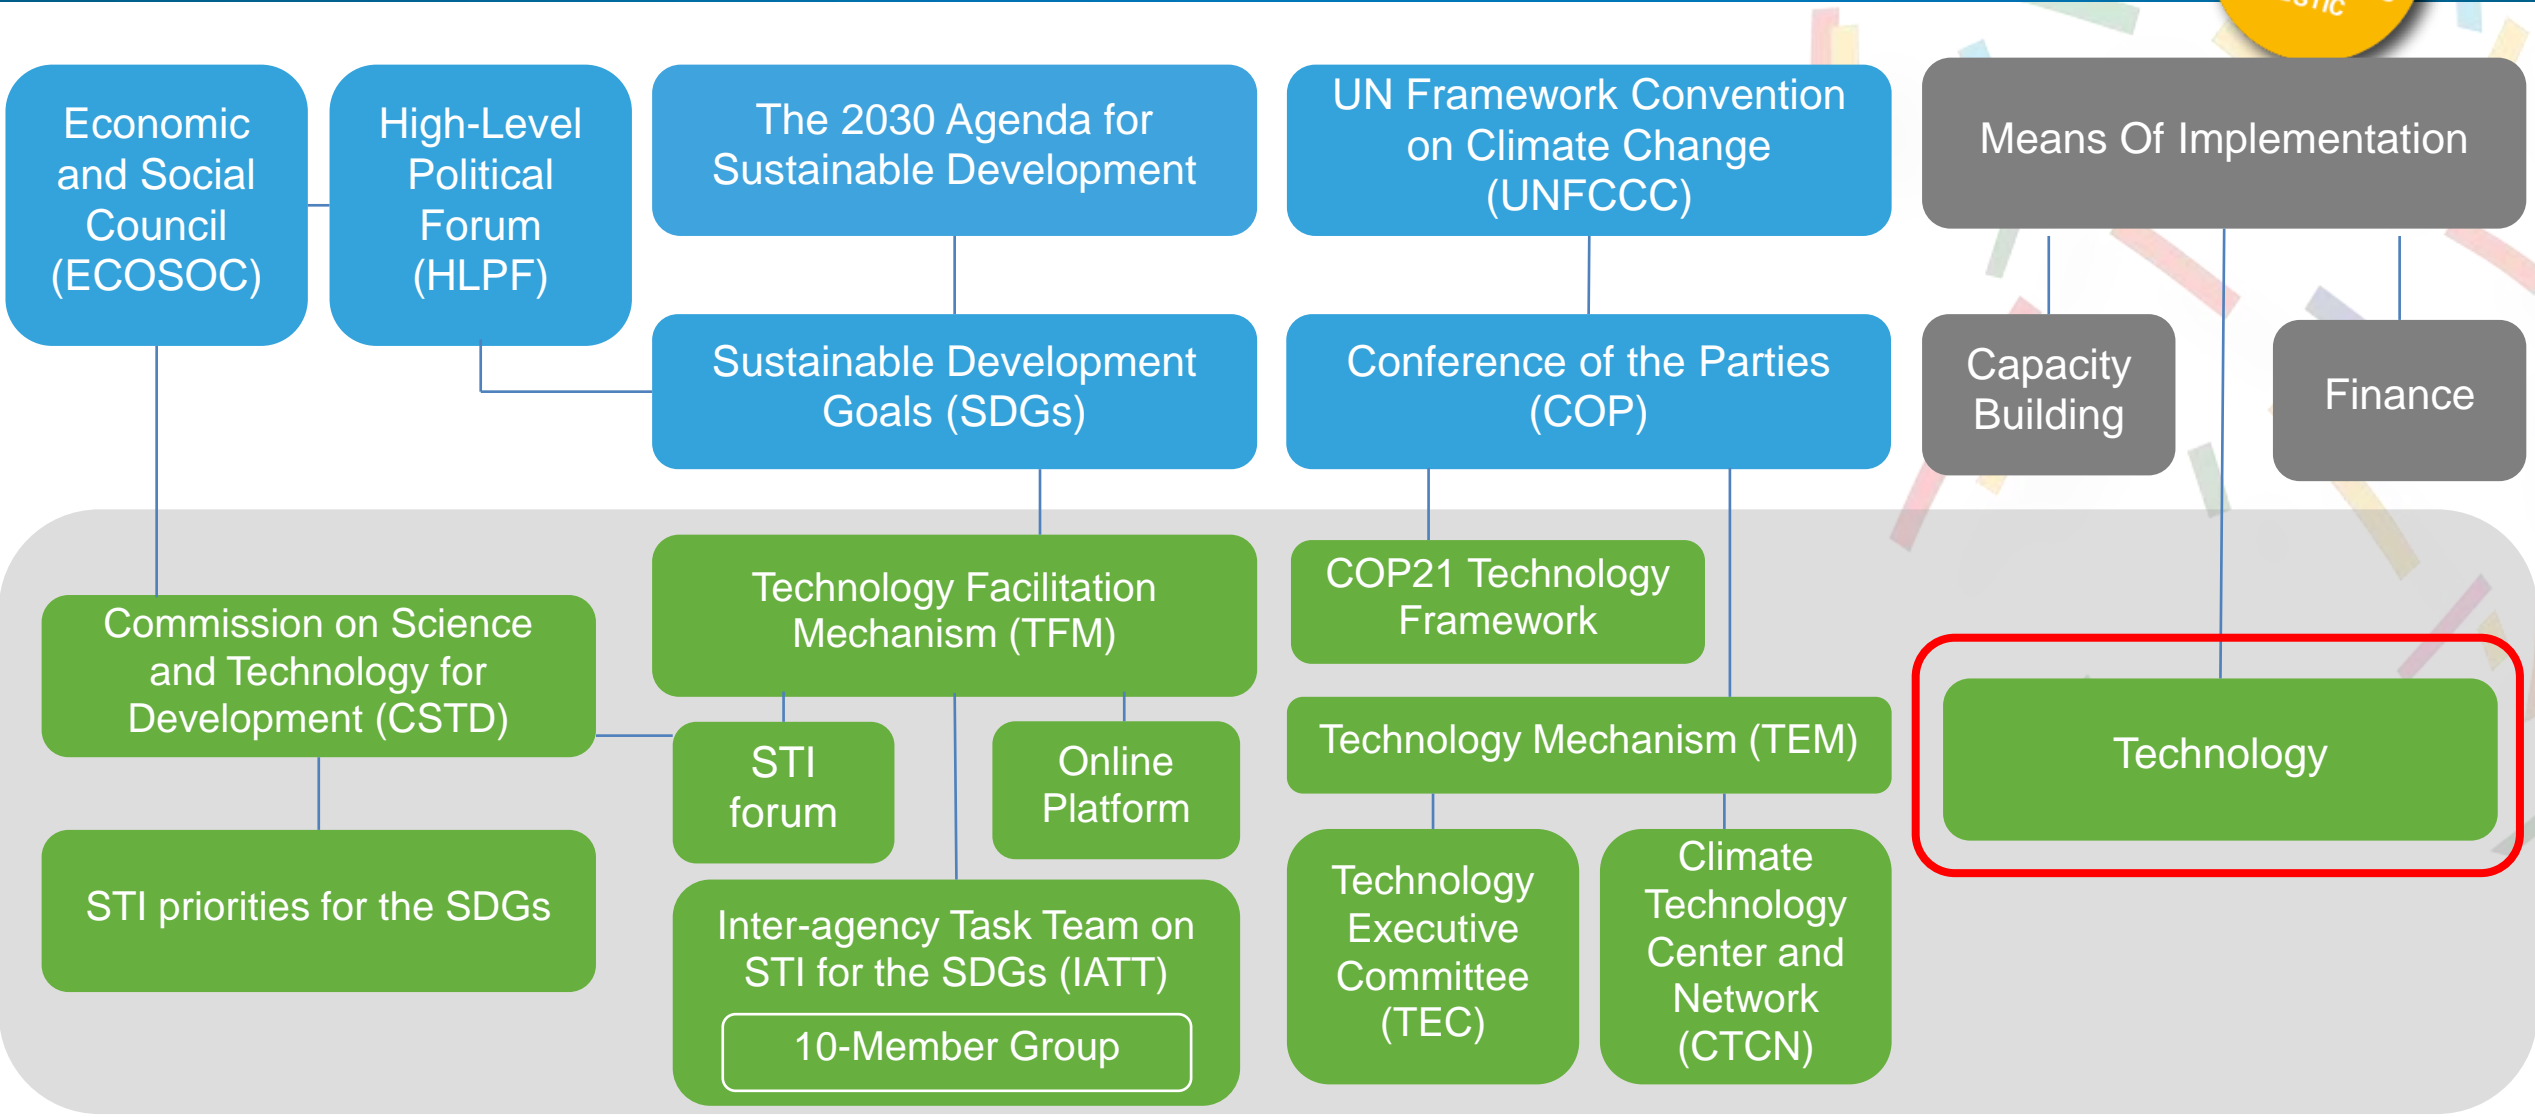 Economic
and Social
Council
(ECOSOC)
High-Level
Political
Forum
(HLPF)
The 2030 Agenda for
Sustainable Development
UN Framework Convention
on Climate Change
(UNFCCC)
Means Of Implementation
Sustainable Development
Goals (SDGs)
Conference of the Parties
(COP)
Capacity
Building
Finance
Commission on Science
and Technology for
Development (CSTD)
Technology Facilitation
Mechanism (TFM)
COP21 Technology
Framework
STI
forum
Online
Platform
Technology Mechanism (TEM)
Technology
STI priorities for the SDGs
Inter-agency Task Team on
STI for the SDGs (IATT)
10-Member Group
Technology
Executive
Committee
(TEC)
Climate
Technology
Center and
Network
(CTCN)